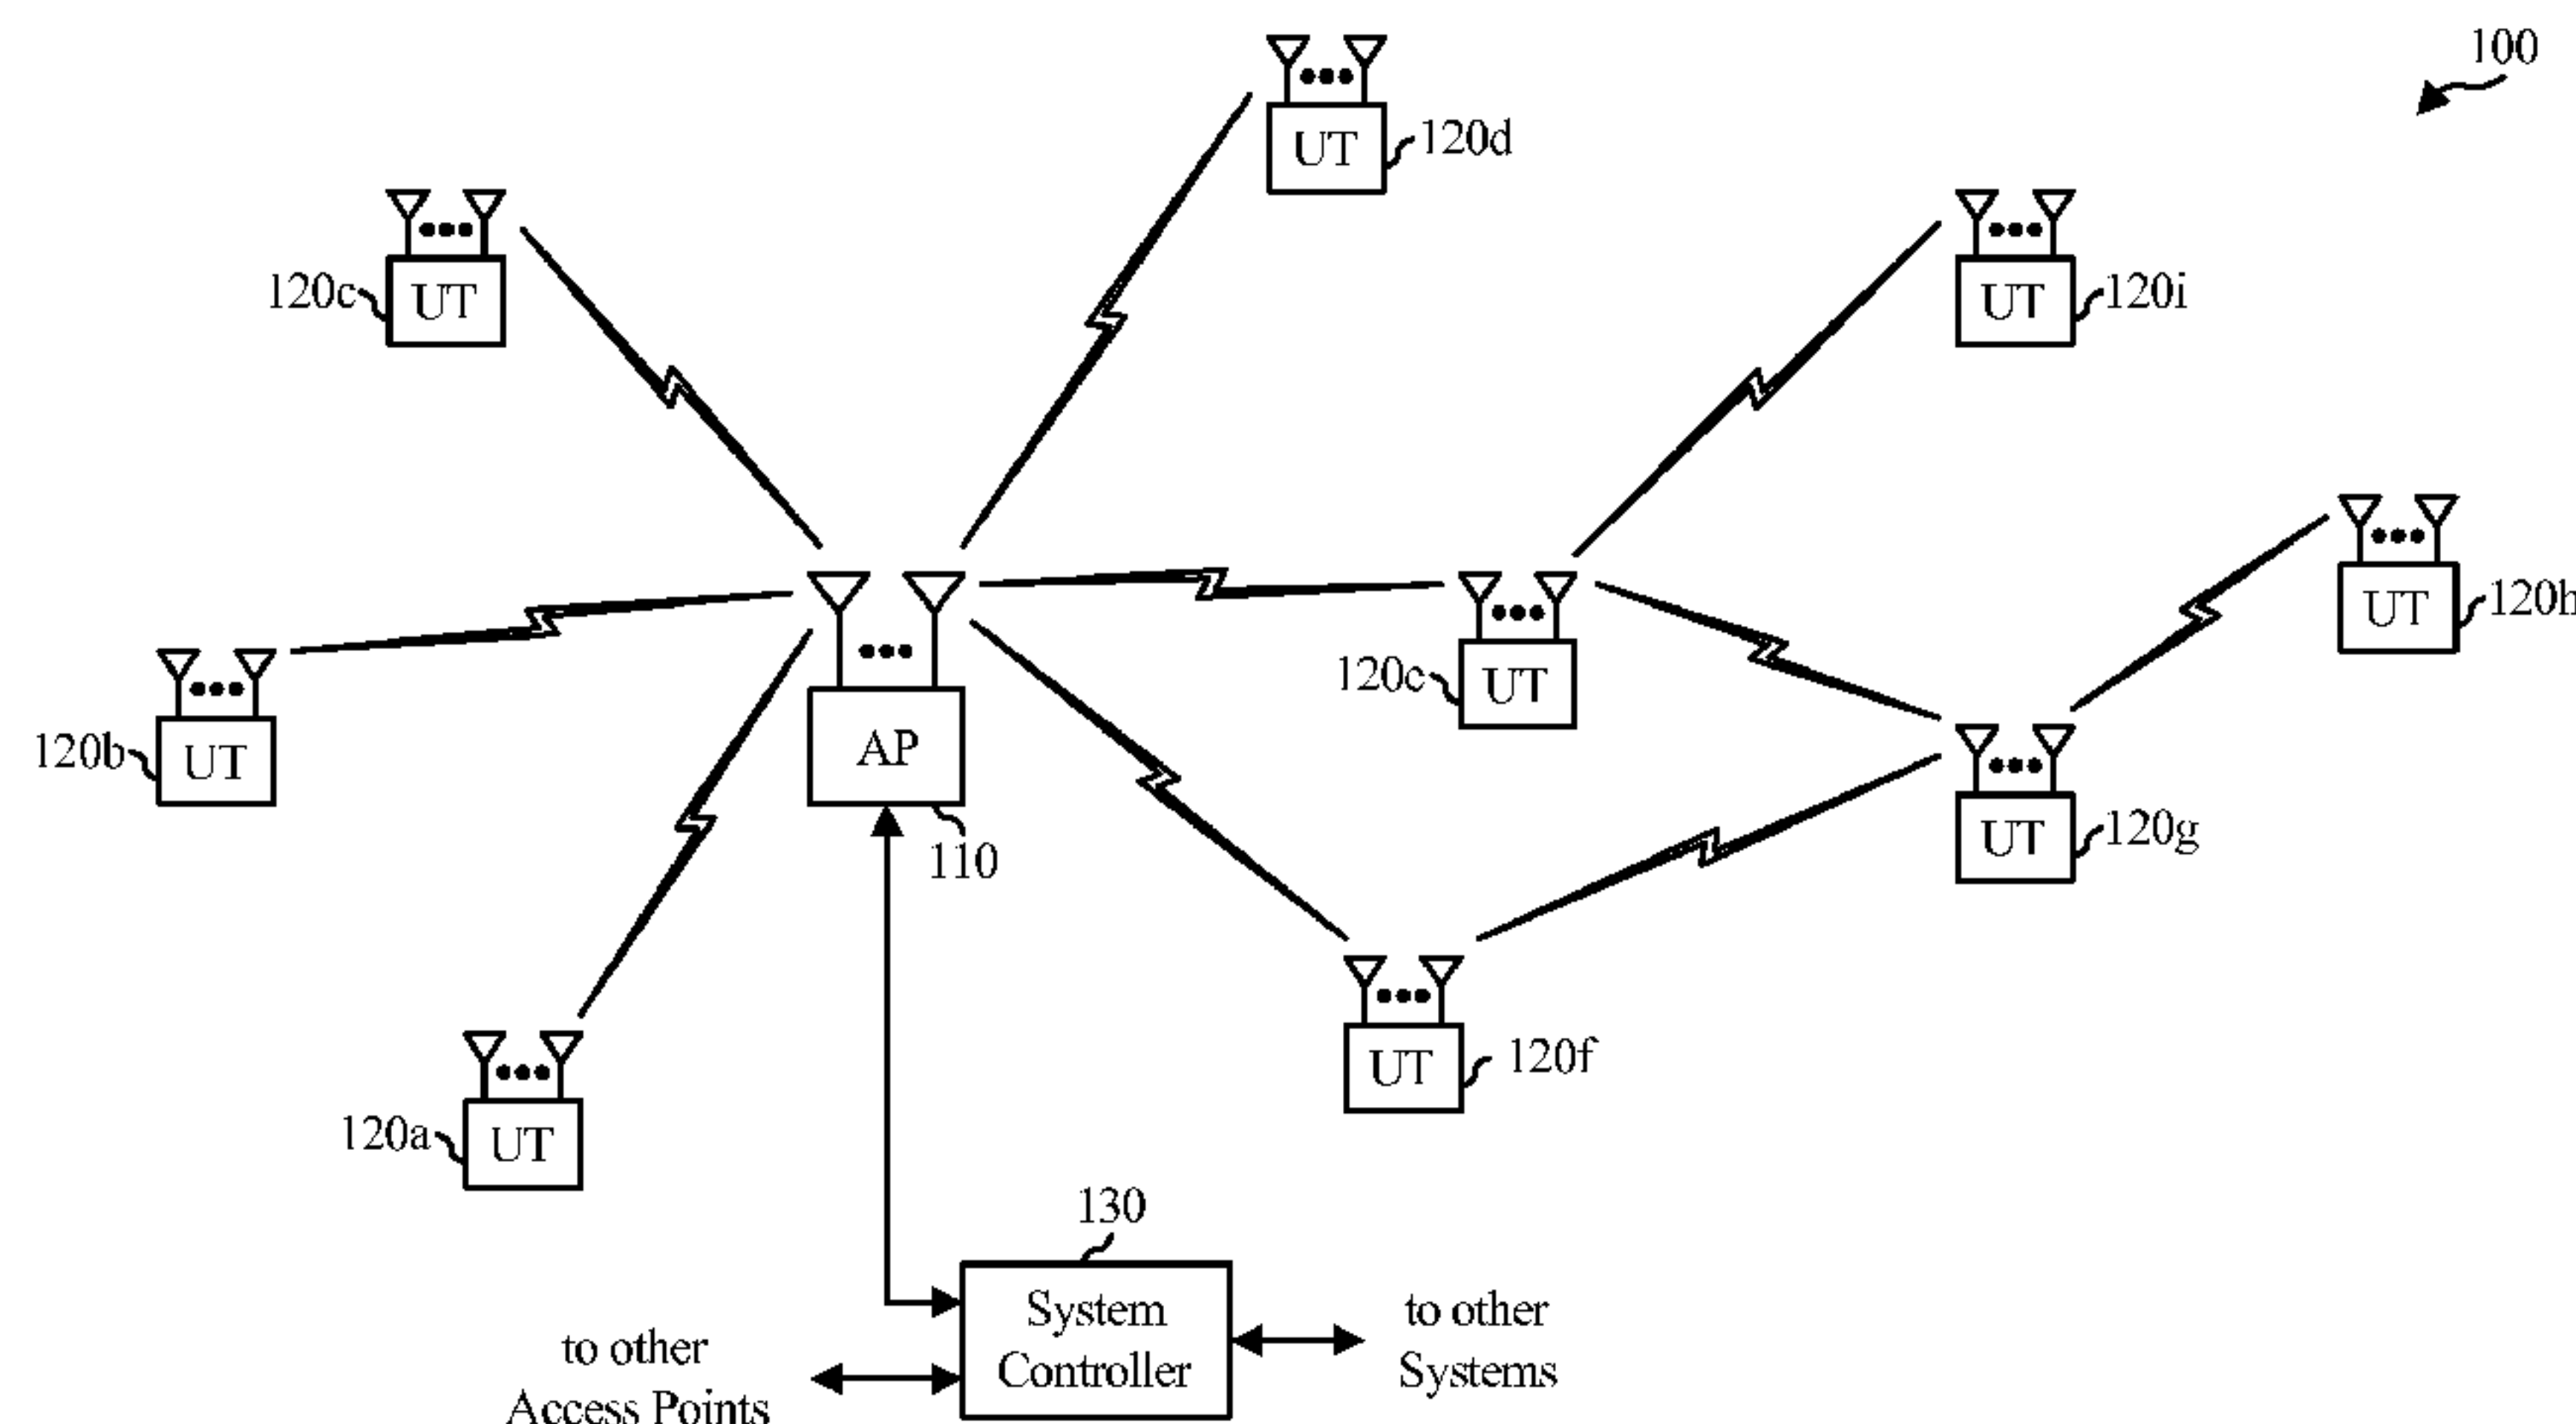 100
UT
120d
120c
UT
UT
120i
UT
120h
120c
UT
120b
UT
AP
110
UT
120g
UT
120f
120a
UT
130
System
Controller
to other
Systems
to other
Access Points